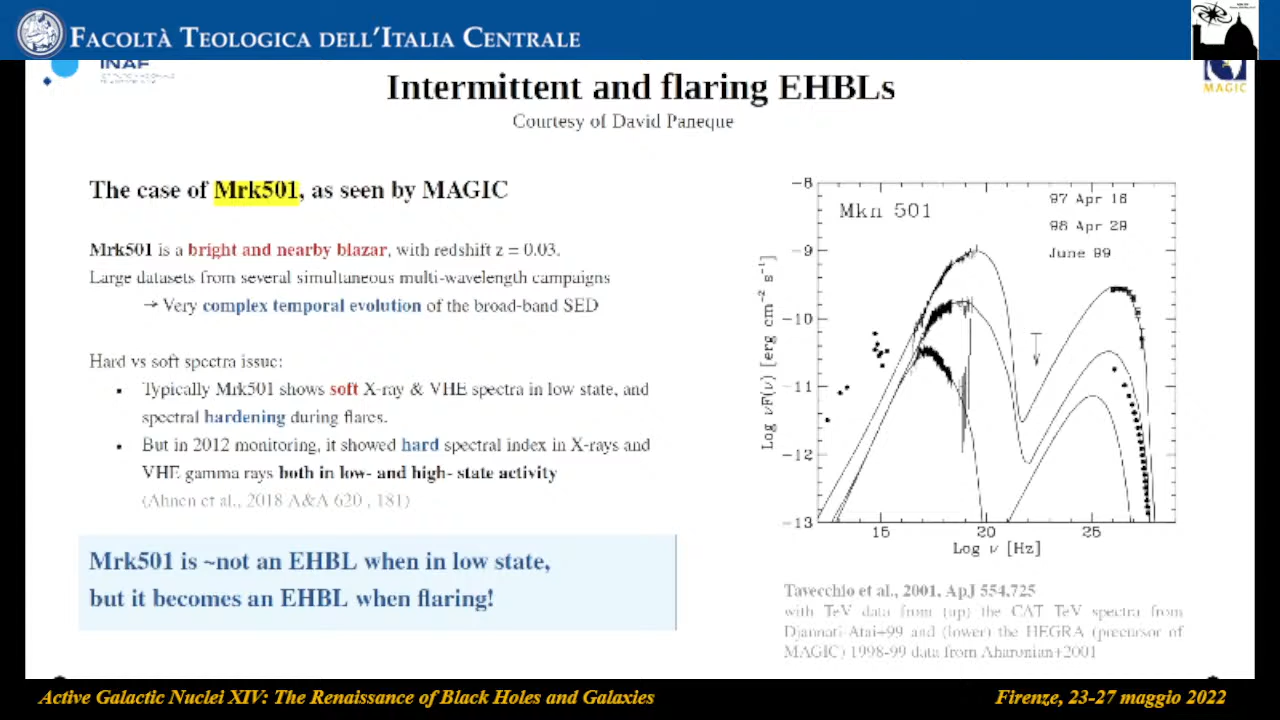 FACOLTÀ TEOLOGICA DELL'ITALIA CENTRALE
INAF
MAGIC
Intermittent and flaring EHBLs
Courtesy of David Paneque
The case of Mrk501, as seen by MAGIC
Mrk501 is a bright and nearby blazar, with redshift z = 0.03.
Large datasets from several simultaneous multi-wavelength campaigns
→ Very complex temporal evolution of the broad-band SED
Hard vs soft spectra issue:
• Typically Mrk501 shows soft X-ray & VHE spectra in low state, and
spectral hardening during flares.
• But in 2012 monitoring, it showed hard spectral index in X-rays and
VHE gamma rays both in low- and high- state activity
(Ahnen et al., 2018 A&A 620 , 181)
Mrk501 is ~not an EHBL when in low state,
but it becomes an EHBL when flaring!
Mkn 501
97 Apr 16
98 Apr 29
June 99
Log νF(ν) [erg cm⁻² s⁻¹]
-8
-9
-10
-11
-12
-13
15 20 25
Log ν [Hz]
Tavecchio et al., 2001, ApJ 554,725
with TeV data from (up) the CAT TeV spectra from
Djannati-Atai+99 and (lower) the HEGRA (precursor of
MAGIC) 1998-99 data from Aharonian+2001
Active Galactic Nuclei XIV: The Renaissance of Black Holes and Galaxies
Firenze, 23-27 maggio 2022